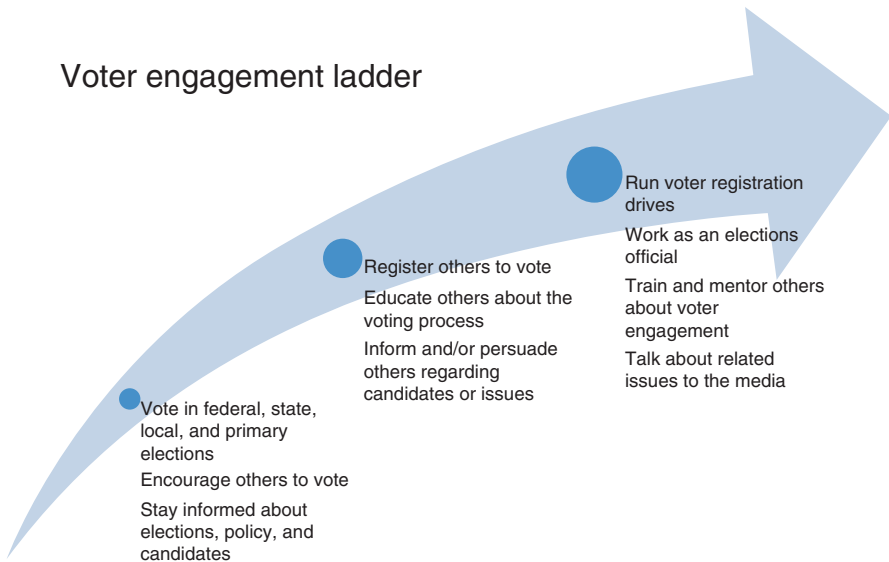 Voter engagement ladder
Run voter registration
drives
Work as an elections
official
Train and mentor others
about voter
engagement
Talk about related
issues to the media
Register others to vote
Educate others about the
voting process
Inform and/or persuade
others regarding
candidates or issues
Vote in federal, state,
local, and primary
elections
Encourage others to vote
Stay informed about
elections, policy, and
candidates